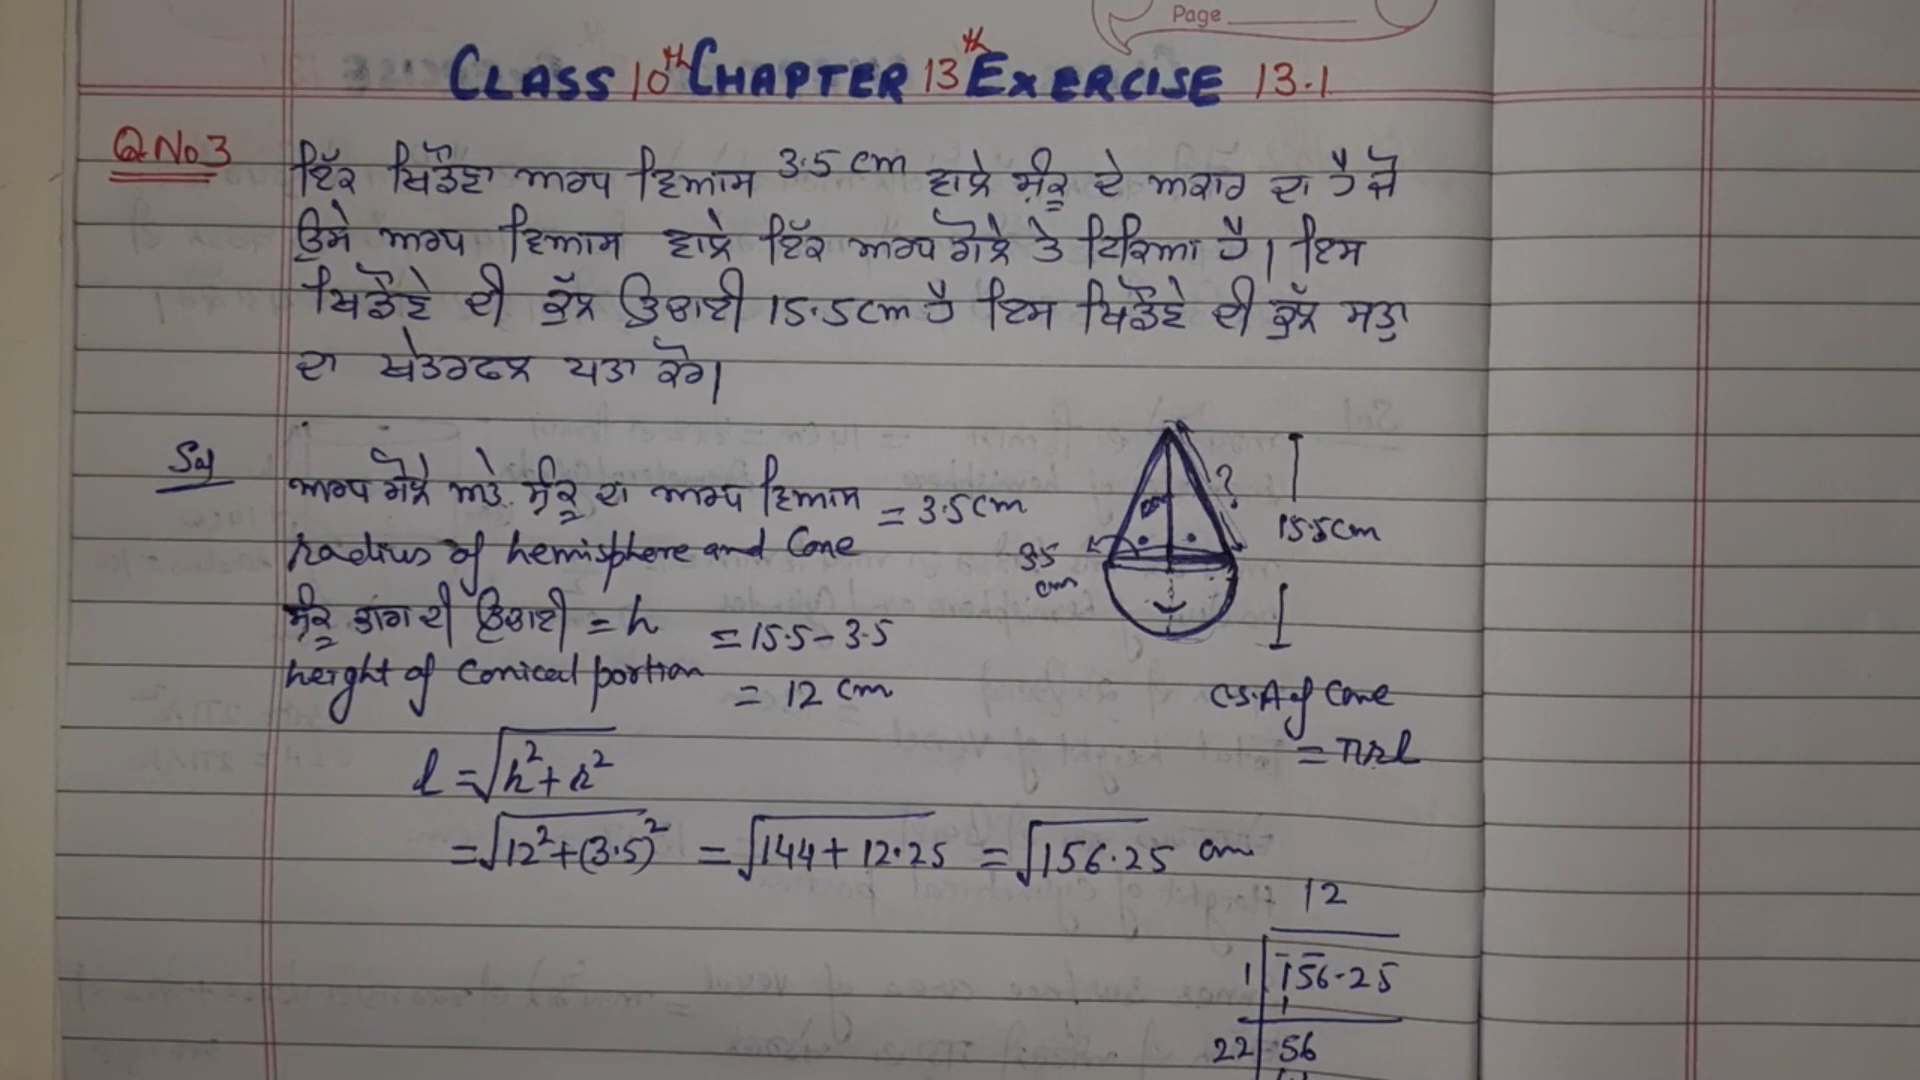 Page
CLASS 10th CHAPTER 13th EXERCISE 13.1
Q No 3
ਇੱਕ ਖਿਡੌਣਾ ਅਰਧ ਵਿਆਸ 3.5 cm ਵਾਲੇ ਸ਼ੰਕੂ ਦੇ ਅਕਾਰ ਦਾ ਹੈ ਜੋ
ਉਸੇ ਅਰਧ ਵਿਆਸ ਵਾਲੇ ਇੱਕ ਅਰਧ ਗੋਲੇ ਤੇ ਟਿਕਿਆ ਹੈ। ਇਸ
ਖਿਡੌਣੇ ਦੀ ਕੁੱਲ ਉਚਾਈ 15.5cm ਹੈ ਇਸ ਖਿਡੌਣੇ ਦੀ ਕੁੱਲ ਸਤ੍ਹਾ
ਦਾ ਖੇਤਰਫਲ ਪਤਾ ਕਰੋ।
Sol
ਅਰਧ ਗੋਲੇ ਅਤੇ ਸ਼ੰਕੂ ਦਾ ਅਰਧ ਵਿਆਸ = 3.5cm
radius of hemisphere and Cone
ਸ਼ੰਕੂ ਭਾਗ ਦੀ ਉਚਾਈ = h = 15.5 - 3.5
height of Conical portion = 12 cm
l = √h²+r²
= √12²+(3.5)² = √144+12.25 = √156.25 cm
?
15.5cm
3.5
cm
C.S.A of Cone
= πrl
12
1 156.25
1
22 56